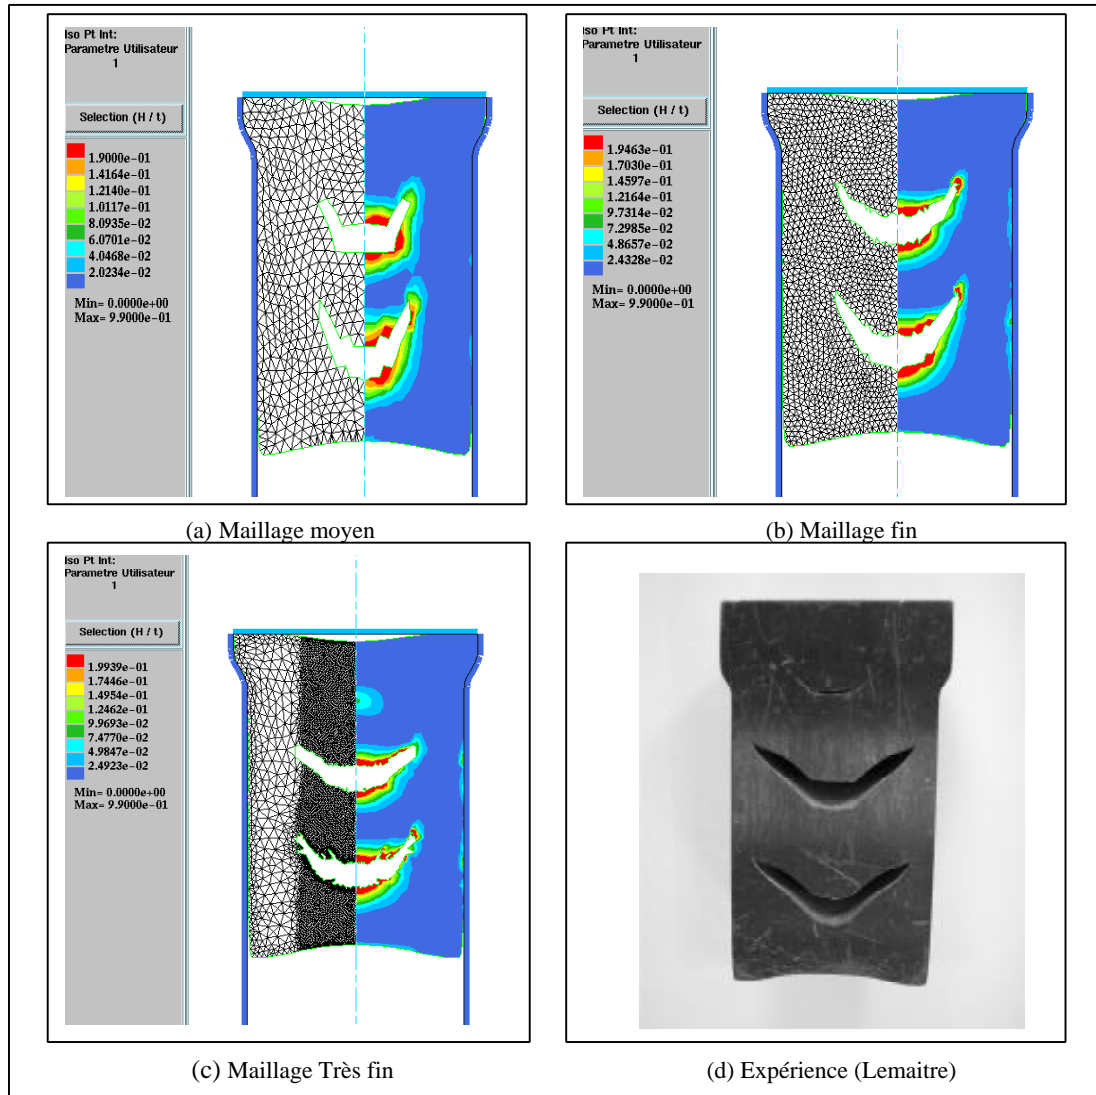 Iso Pt Int:
Parametre Utilisateur
1
Selection (H / t)
1.9000e-01
1.4164e-01
1.2140e-01
1.0117e-01
8.0935e-02
6.0701e-02
4.0468e-02
2.0234e-02
Min= 0.0000e+00
Max= 9.9000e-01
(a) Maillage moyen
Iso Pt Int:
Parametre Utilisateur
1
Selection (H / t)
1.9463e-01
1.7030e-01
1.4597e-01
1.2164e-01
9.7314e-02
7.2985e-02
4.8657e-02
2.4328e-02
Min= 0.0000e+00
Max= 9.9000e-01
(b) Maillage fin
Iso Pt Int:
Parametre Utilisateur
1
Selection (H / t)
1.9939e-01
1.7446e-01
1.4954e-01
1.2462e-01
9.9693e-02
7.4770e-02
4.9847e-02
2.4923e-02
Min= 0.0000e+00
Max= 9.9000e-01
(c) Maillage Très fin
(d) Expérience (Lemaitre)